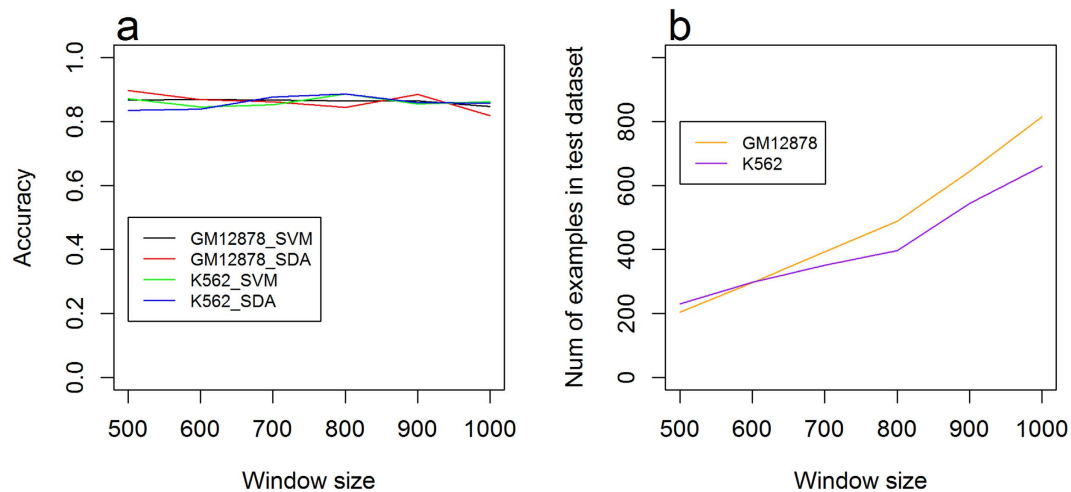 a
Accuracy
1.0
0.8
0.6
0.4
0.2
0.0
GM12878_SVM
GM12878_SDA
K562_SVM
K562_SDA
500 600 700 800 900 1000
Window size
b
Num of examples in test dataset
800
600
400
200
0
GM12878
K562
500 600 700 800 900 1000
Window size